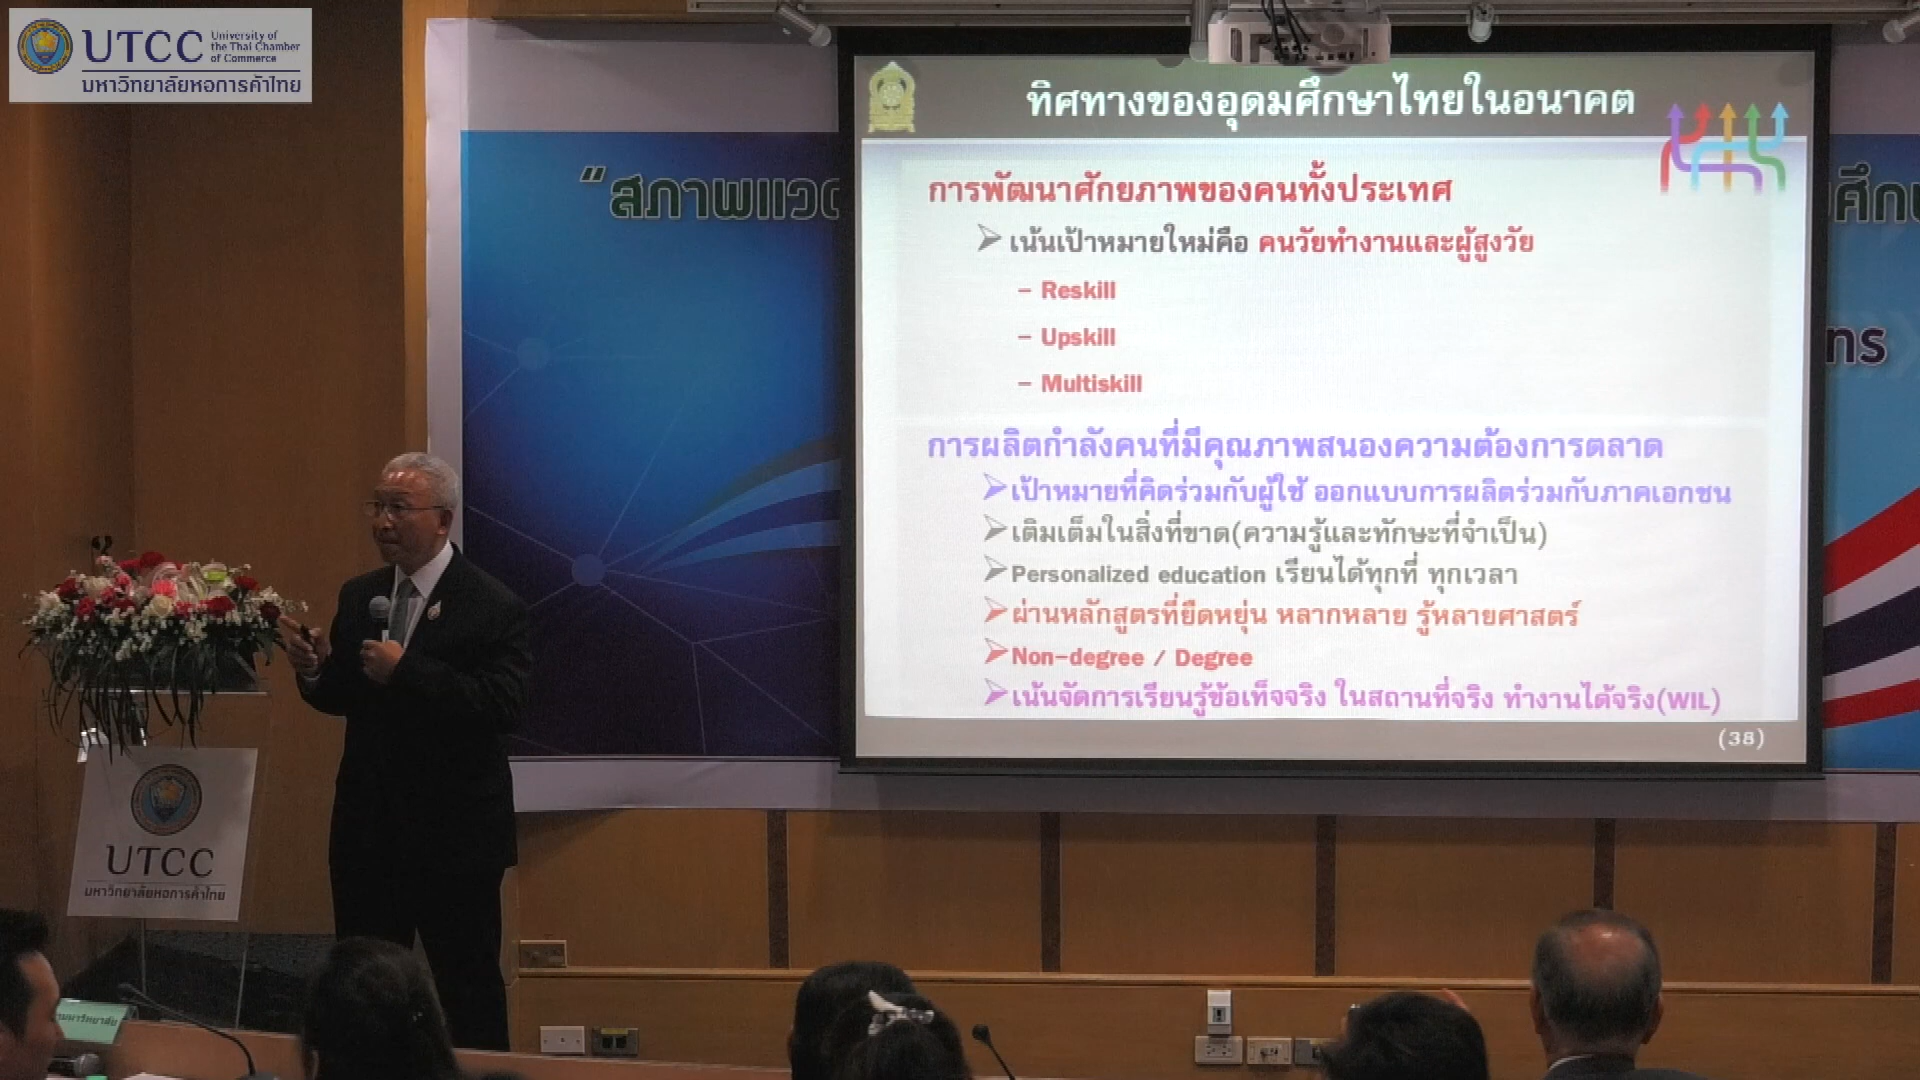 UTCC University of
the Thai Chamber
of Commerce
มหาวิทยาลัยหอการค้าไทย
ทิศทางของอุดมศึกษาไทยในอนาคต
การพัฒนาศักยภาพของคนทั้งประเทศ
เน้นเป้าหมายใหม่คือ คนวัยทำงานและผู้สูงวัย
– Reskill
– Upskill
– Multiskill
การผลิตกำลังคนที่มีคุณภาพสนองความต้องการตลาด
เป้าหมายที่คิดร่วมกับผู้ใช้ ออกแบบการผลิตร่วมกับภาคเอกชน
เติมเต็มในสิ่งที่ขาด(ความรู้และทักษะที่จำเป็น)
Personalized education เรียนได้ทุกที่ ทุกเวลา
ผ่านหลักสูตรที่ยืดหยุ่น หลากหลาย รู้หลายศาสตร์
Non-degree / Degree
เน้นจัดการเรียนรู้ข้อเท็จจริง ในสถานที่จริง ทำงานได้จริง(WIL)
(38)
“สภาพแวด
UTCC
มหาวิทยาลัยหอการค้าไทย